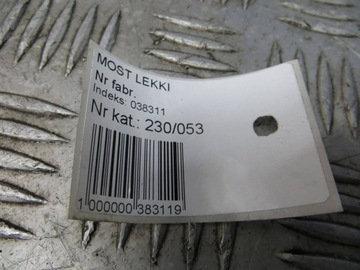 MOST LEKKI
Nr fabr.
Indeks: 038311
Nr kat.: 230/053
1 000000 383119